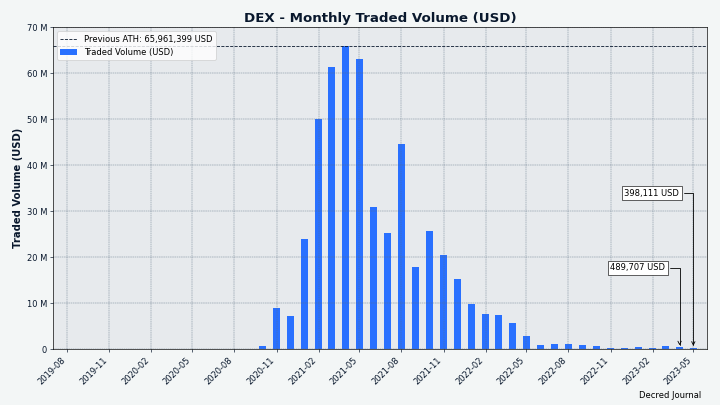 DEX - Monthly Traded Volume (USD)
Previous ATH: 65,961,399 USD
Traded Volume (USD)
Traded Volume (USD)
70 M
60 M
50 M
40 M
30 M
20 M
10 M
0
398,111 USD
489,707 USD
2019-08
2019-11
2020-02
2020-05
2020-08
2020-11
2021-02
2021-05
2021-08
2021-11
2022-02
2022-05
2022-08
2022-11
2023-02
2023-05
Decred Journal